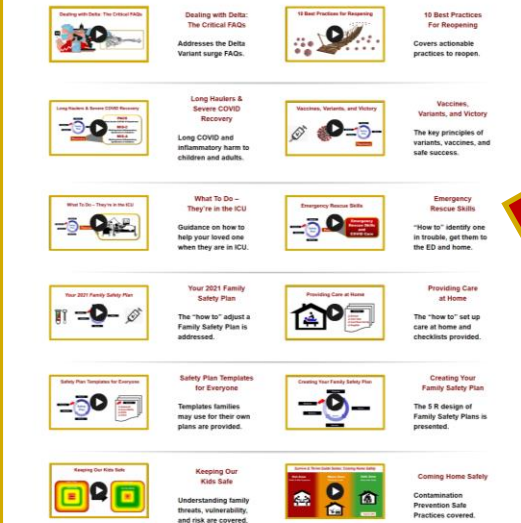 Dealing with Delta: The Critical FAQs
Dealing with Delta:
The Critical FAQs
Addresses the Delta
Variant surge FAQs.
10 Best Practices for Reopening
10 Best Practices
For Reopening
Covers actionable
practices to reopen.
Long Haulers & Severe COVID Recovery
Long Haulers &
Severe COVID
Recovery
Long COVID and
inflammatory harm to
children and adults.
Vaccines, Variants, and Victory
Vaccines,
Variants, and Victory
The key principles of
variants, vaccines, and
safe success.
What To Do – They're in the ICU
What To Do –
They're in the ICU
Guidance on how to
help your loved one
when they are in ICU.
Emergency Rescue Skills
Emergency
Rescue Skills
and
COVID Care
Emergency
Rescue Skills
"How to" identify one
in trouble, get them to
the ED and home.
Your 2021 Family Safety Plan
Your 2021 Family
Safety Plan
The "how to" adjust a
Family Safety Plan is
addressed.
Providing Care at Home
Providing Care
at Home
The "how to" set up
care at home and
checklists provided.
Safety Plan Templates for Everyone
Safety Plan Templates
for Everyone
Templates families
may use for their own
plans are provided.
Creating Your Family Safety Plan
Creating Your
Family Safety Plan
The 5 R design of
Family Safety Plans is
presented.
Keeping Our Kids Safe
Keeping Our
Kids Safe
Understanding family
threats, vulnerability,
and risk are covered.
Coming Home Safely
Contamination
Prevention Safe
Practices covered.